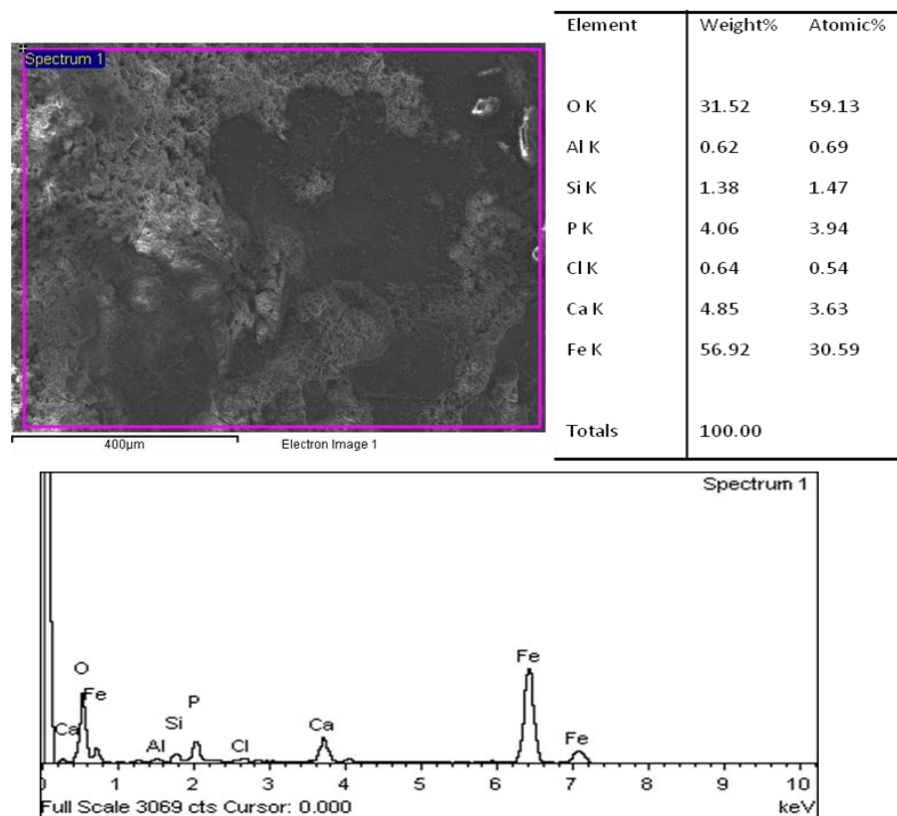 Spectrum 1
400µm
Electron Image 1
Element Weight% Atomic%
O K 31.52 59.13
Al K 0.62 0.69
Si K 1.38 1.47
P K 4.06 3.94
Cl K 0.64 0.54
Ca K 4.85 3.63
Fe K 56.92 30.59
Totals 100.00
Spectrum 1
O
Fe
Ca
Al
Si
P
Cl
Ca
Fe
Fe
0 1 2 3 4 5 6 7 8 9 10
Full Scale 3069 cts Cursor: 0.000 keV